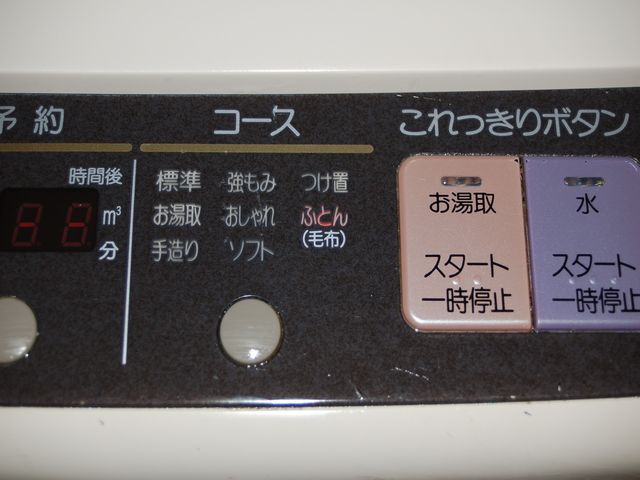 予約
コース
これっきりボタン
時間後
m³
分
標準 強もみ つけ置
お湯取 おしゃれ ふとん
手造り ソフト (毛布)
お湯取
スタート
一時停止
水
スタート
一時停止